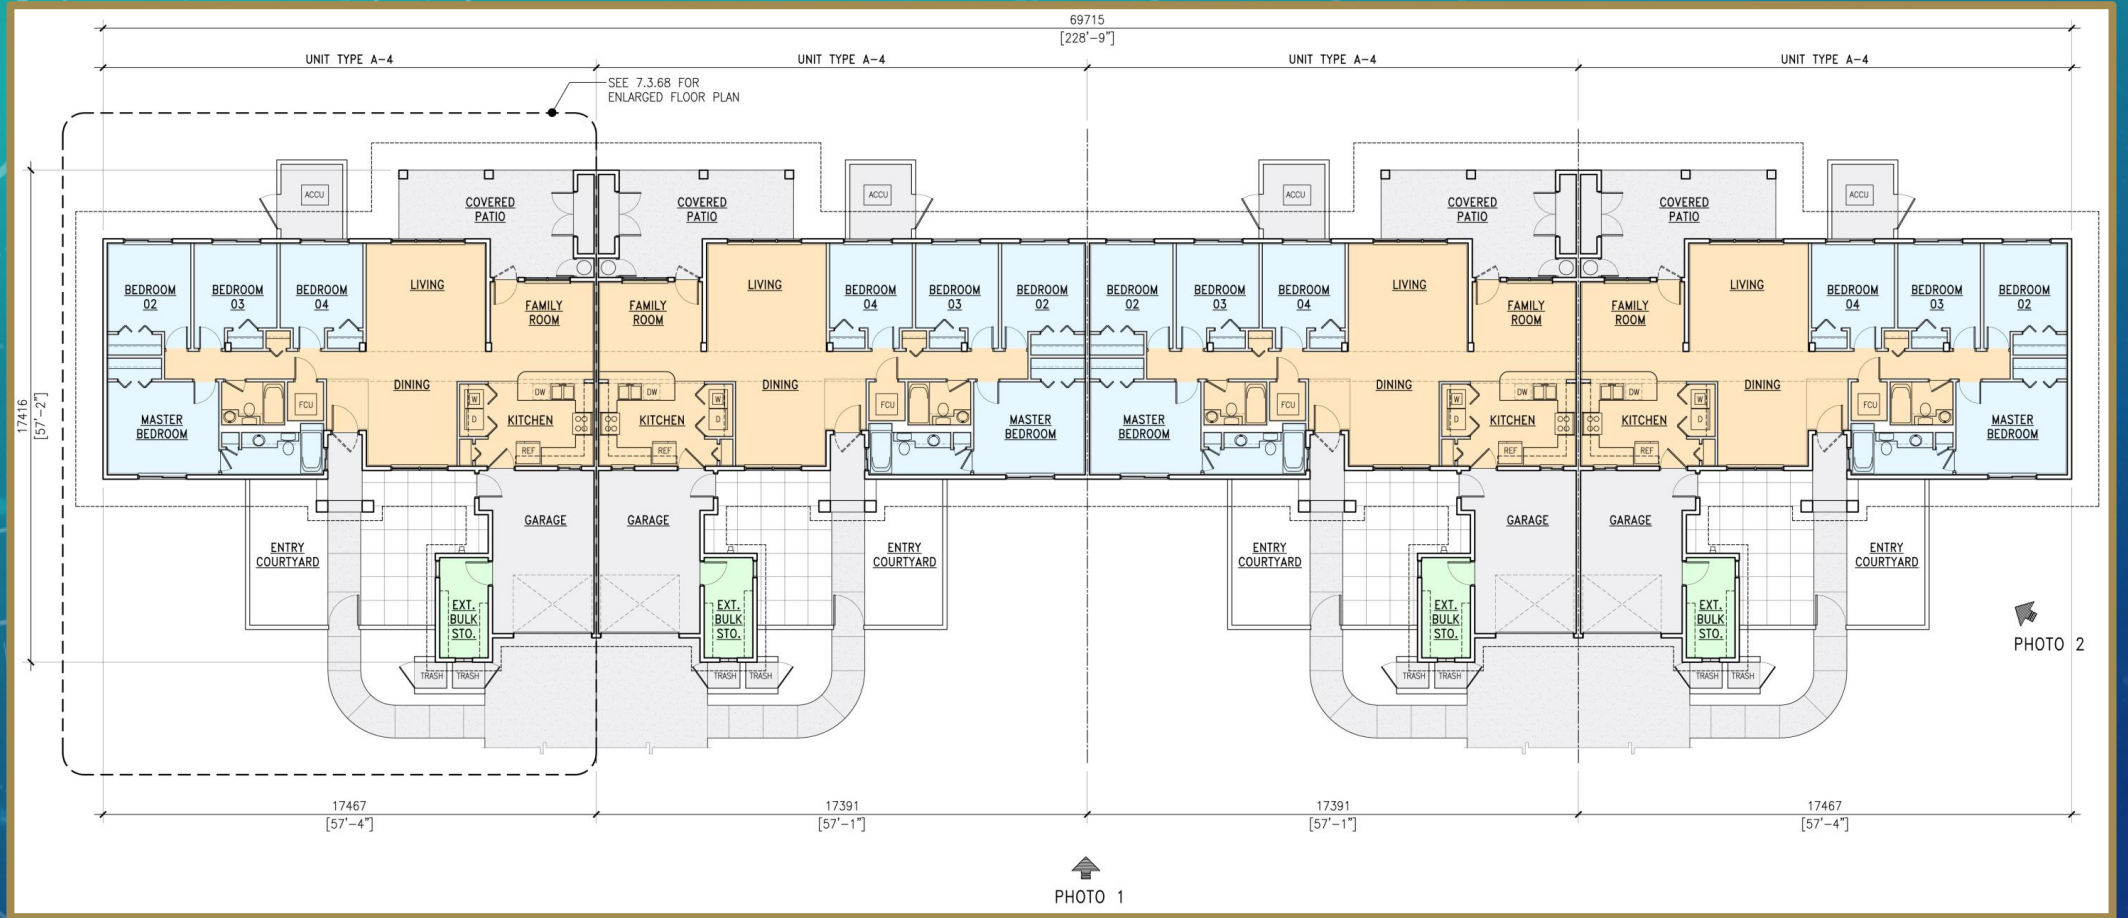 69715
[228'-9"]
UNIT TYPE A-4
UNIT TYPE A-4
UNIT TYPE A-4
UNIT TYPE A-4
SEE 7.3.68 FOR
ENLARGED FLOOR PLAN
ACCU
ACCU
ACCU
ACCU
COVERED
PATIO
COVERED
PATIO
COVERED
PATIO
COVERED
PATIO
BEDROOM
02
BEDROOM
03
BEDROOM
04
LIVING
FAMILY
ROOM
FAMILY
ROOM
LIVING
BEDROOM
04
BEDROOM
03
BEDROOM
02
BEDROOM
02
BEDROOM
03
BEDROOM
04
LIVING
FAMILY
ROOM
FAMILY
ROOM
LIVING
BEDROOM
04
BEDROOM
03
BEDROOM
02
17416
[57'-2"]
MASTER
BEDROOM
FCU
DINING
W
D
DW
KITCHEN
REF
DW
KITCHEN
REF
W
D
DINING
FCU
MASTER
BEDROOM
MASTER
BEDROOM
FCU
DINING
W
D
DW
KITCHEN
REF
DW
KITCHEN
REF
W
D
DINING
FCU
MASTER
BEDROOM
GARAGE
GARAGE
GARAGE
GARAGE
ENTRY
COURTYARD
ENTRY
COURTYARD
ENTRY
COURTYARD
ENTRY
COURTYARD
EXT.
BULK
STO.
EXT.
BULK
STO.
EXT.
BULK
STO.
EXT.
BULK
STO.
PHOTO 2
TRASH
TRASH
TRASH
TRASH
TRASH
TRASH
TRASH
TRASH
17467
[57'-4"]
17391
[57'-1"]
17391
[57'-1"]
17467
[57'-4"]
PHOTO 1